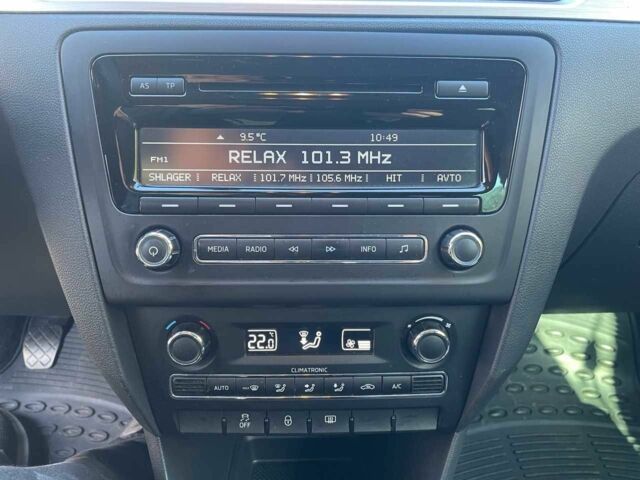 AS TP
9.5°C 10:49
FM1 RELAX 101.3 MHz
SHLAGER RELAX 101.7 MHz 105.6 MHz HIT AVTO
MEDIA RADIO INFO
22.0
CLIMATRONIC
AUTO MAX A/C
OFF